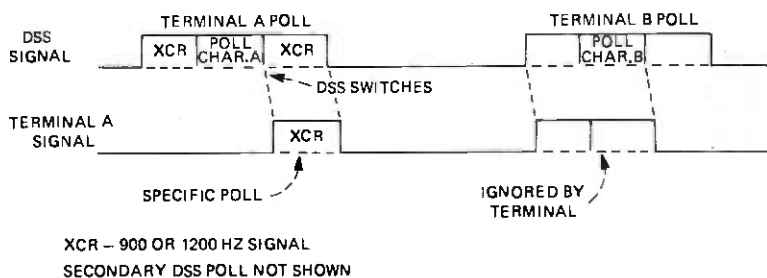 TERMINAL A POLL
TERMINAL B POLL
DSS SIGNAL
XCR
POLL CHAR.A
XCR
POLL CHAR.B
DSS SWITCHES
TERMINAL A SIGNAL
XCR
SPECIFIC POLL
IGNORED BY TERMINAL
XCR – 900 OR 1200 HZ SIGNAL
SECONDARY DSS POLL NOT SHOWN